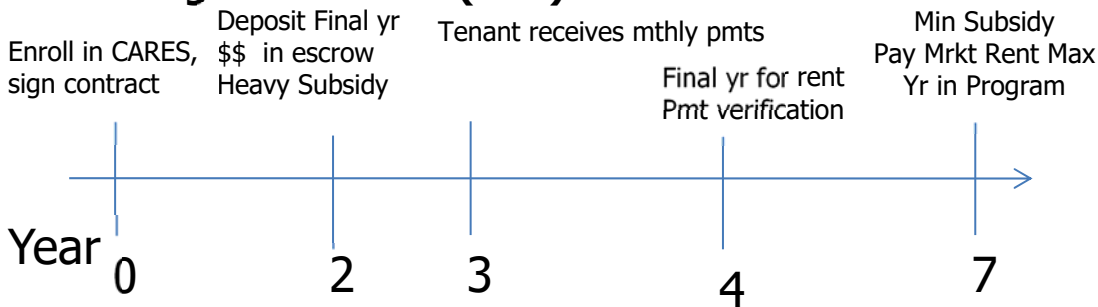 Enroll in CARES,
sign contract
Deposit Final yr
$$ in escrow
Heavy Subsidy
Tenant receives mthly pmts
Final yr for rent
Pmt verification
Min Subsidy
Pay Mrkt Rent Max
Yr in Program
Year 0 2 3 4 7